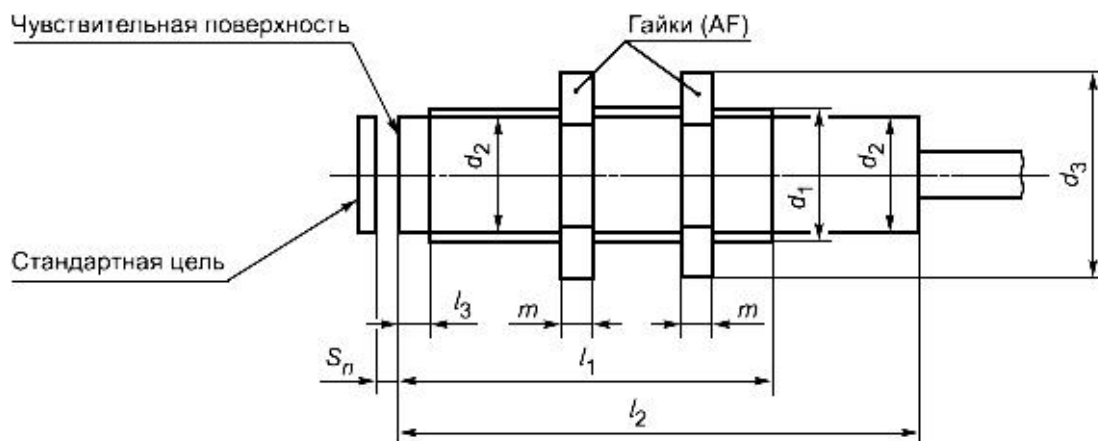 Чувствительная поверхность
Гайки (AF)
d2
d2
d1
d3
Стандартная цель
l3
m
m
Sn
l1
l2